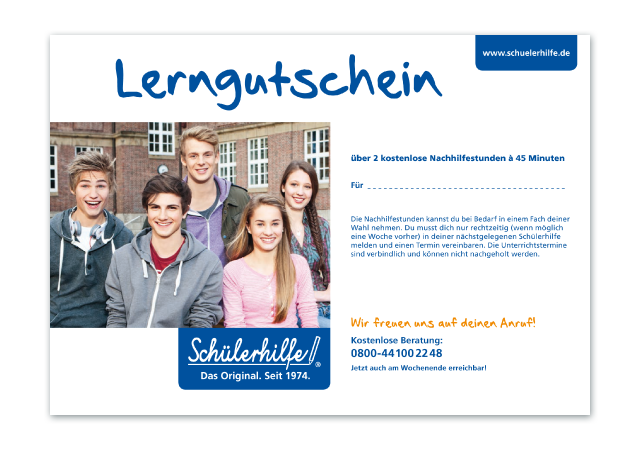 www.schuelerhilfe.de
Lerngutschein
über 2 kostenlose Nachhilfestunden à 45 Minuten
Für
Die Nachhilfestunden kannst du bei Bedarf in einem Fach deiner
Wahl nehmen. Du musst dich nur rechtzeitig (wenn möglich
eine Woche vorher) in deiner nächstgelegenen Schülerhilfe
melden und einen Termin vereinbaren. Die Unterrichtstermine
sind verbindlich und können nicht nachgeholt werden.
Wir freuen uns auf deinen Anruf!
Kostenlose Beratung:
0800-44 100 22 48
Jetzt auch am Wochenende erreichbar!
Schülerhilfe!®
Das Original. Seit 1974.